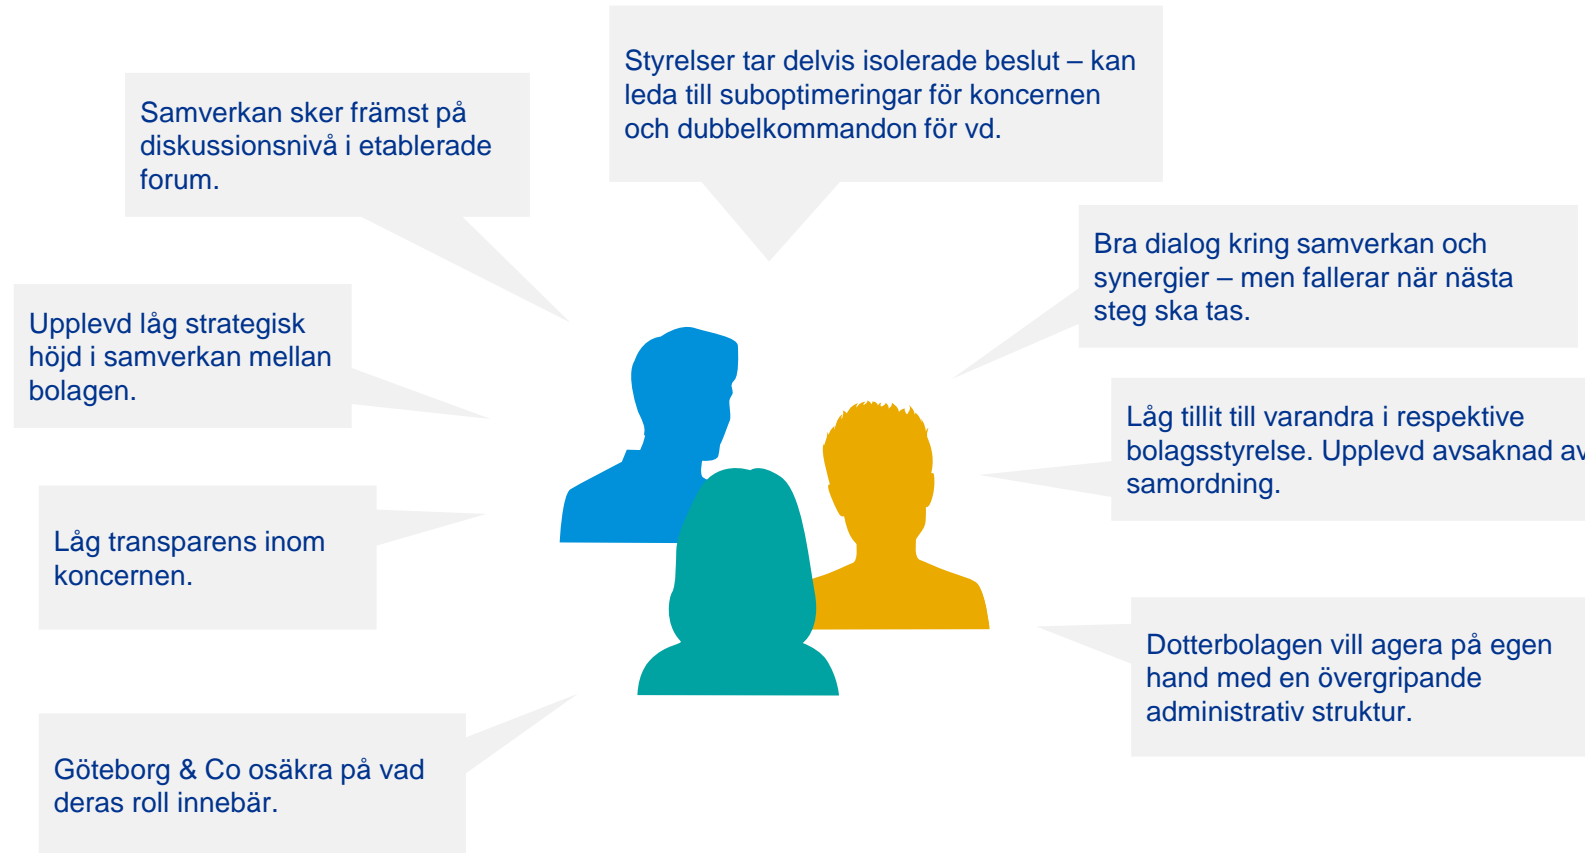 Styrelser tar delvis isolerade beslut – kan
leda till suboptimeringar för koncernen
och dubbelkommandon för vd.
Samverkan sker främst på
diskussionsnivå i etablerade
forum.
Bra dialog kring samverkan och
synergier – men fallerar när nästa
steg ska tas.
Upplevd låg strategisk
höjd i samverkan mellan
bolagen.
Låg tillit till varandra i respektive
bolagsstyrelse. Upplevd avsaknad av
samordning.
Låg transparens inom
koncernen.
Dotterbolagen vill agera på egen
hand med en övergripande
administrativ struktur.
Göteborg & Co osäkra på vad
deras roll innebär.